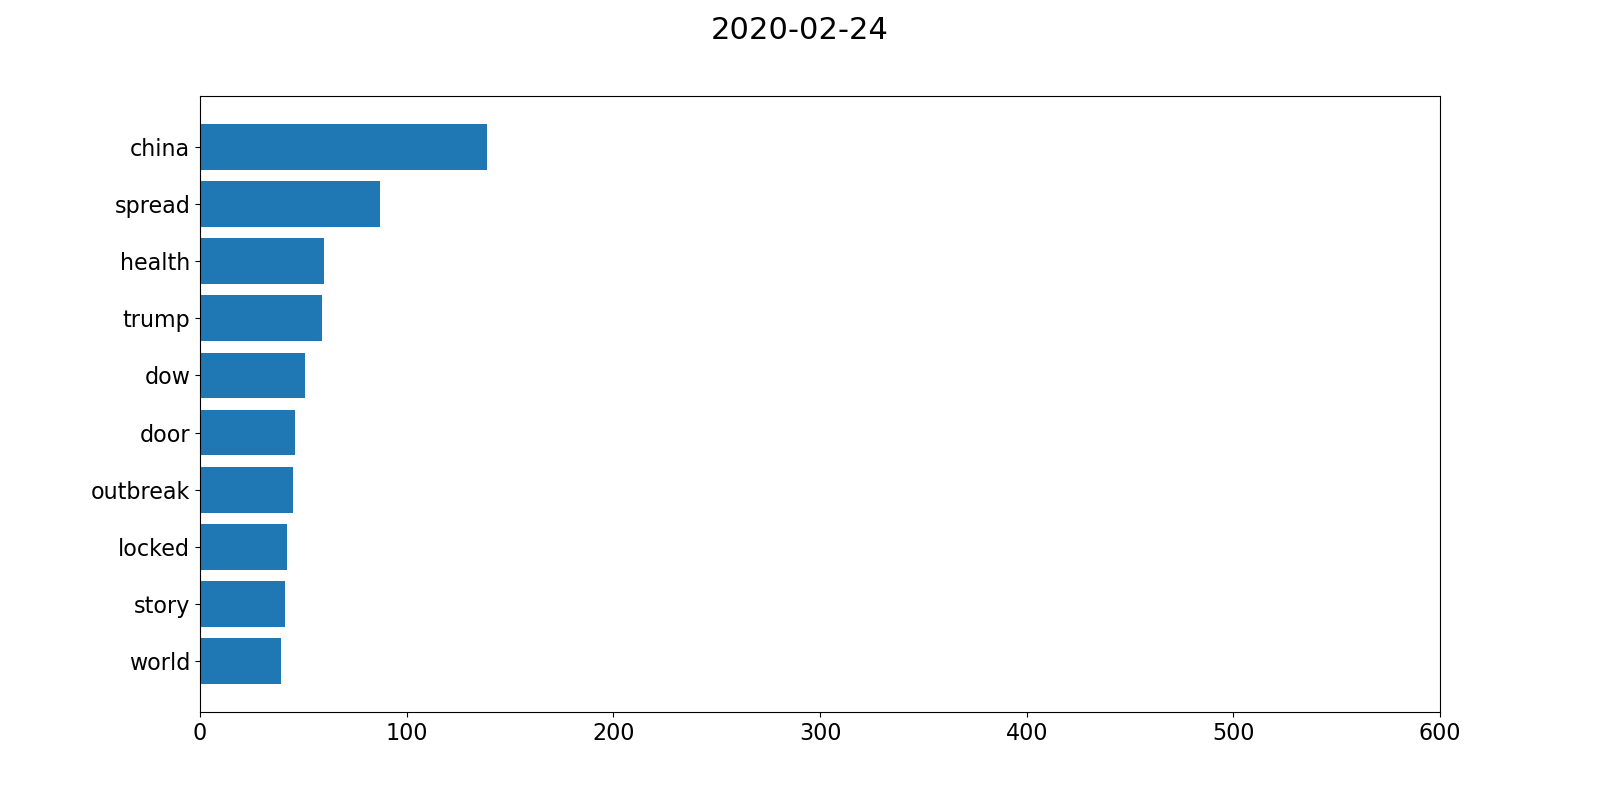 2020-02-24
china
spread
health
trump
dow
door
outbreak
locked
story
world
0 100 200 300 400 500 600